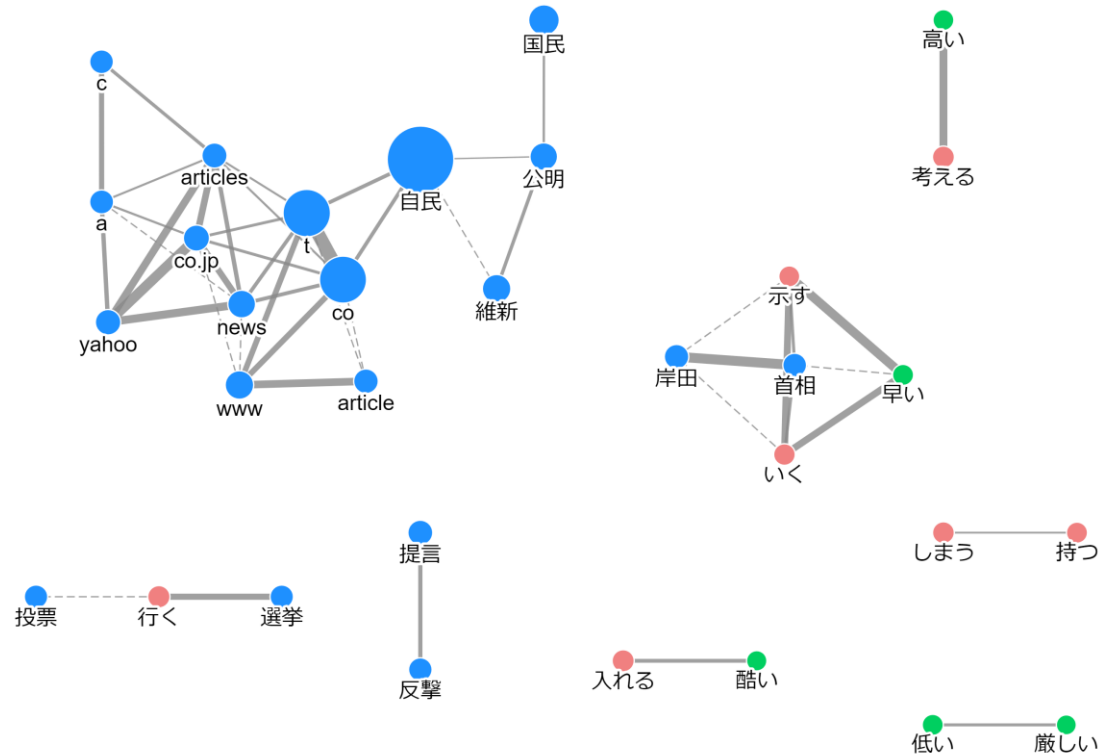 国民
高い
c
articles
自民
公明
考える
a
t
co.jp
示す
news
co
維新
yahoo
岸田
首相
早い
www
article
いく
提言
しまう
持つ
投票
行く
選挙
反撃
入れる
酷い
低い
厳しい